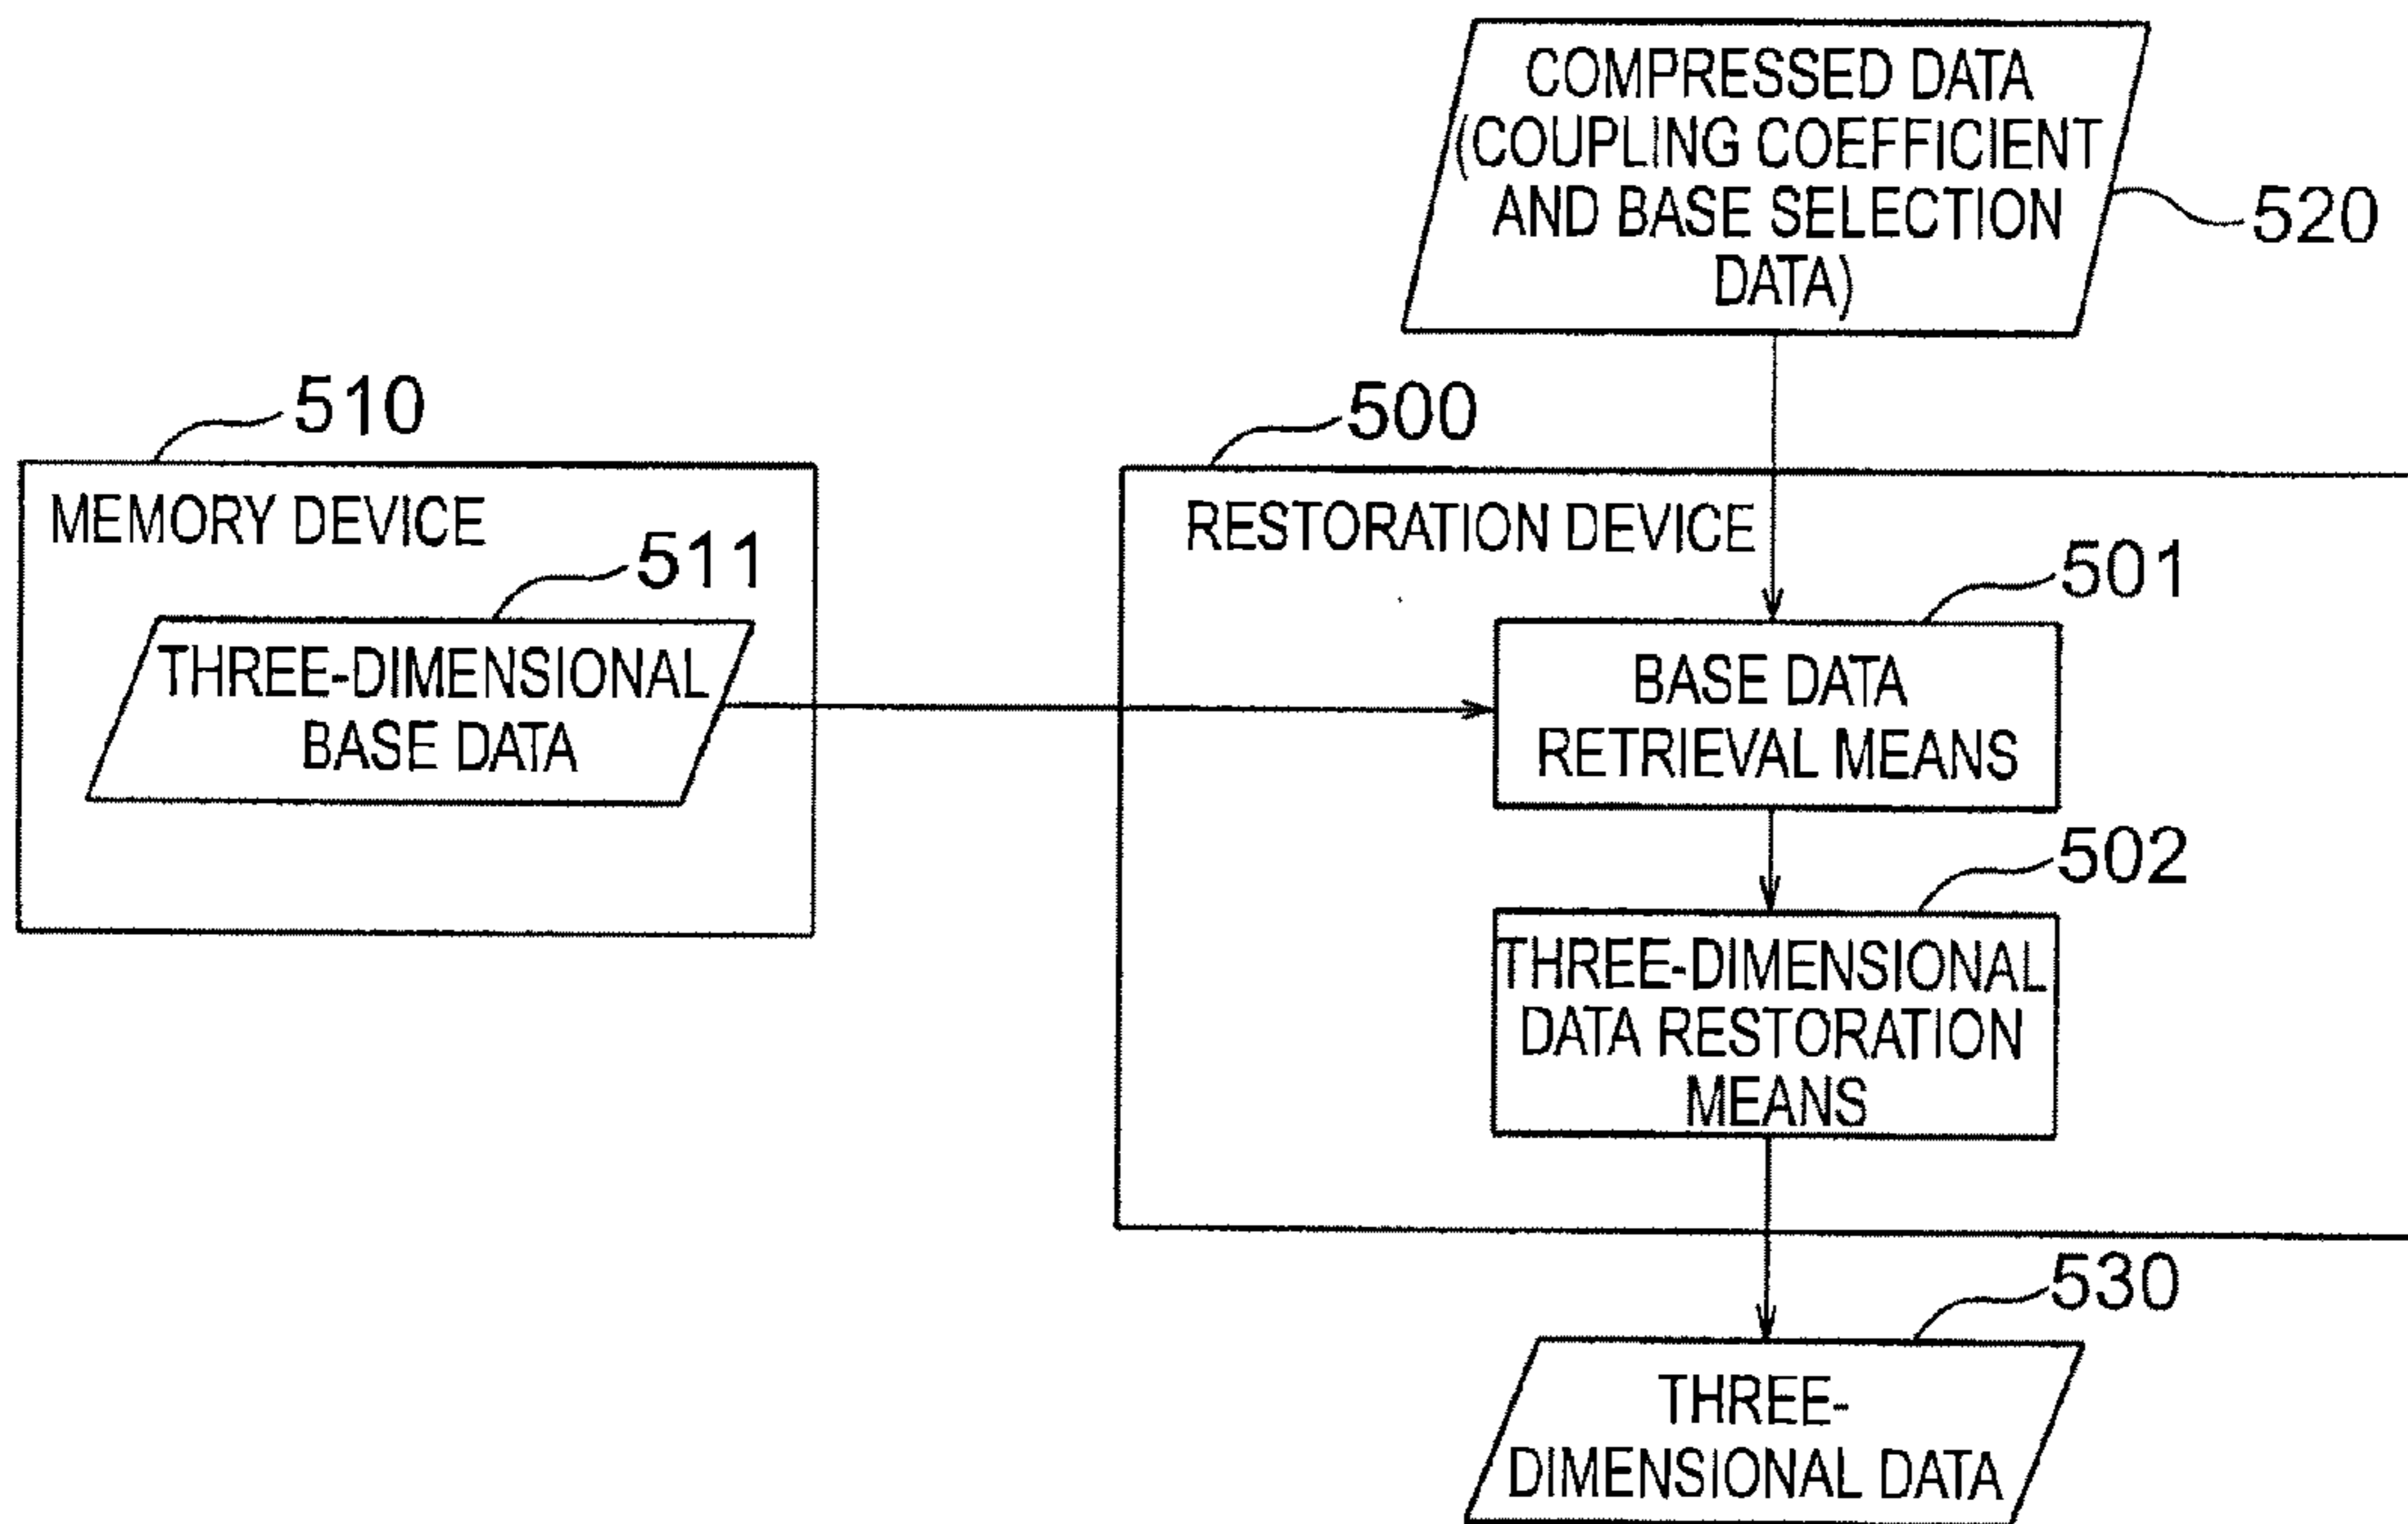 COMPRESSED DATA
(COUPLING COEFFICIENT
AND BASE SELECTION
DATA)
520
510
500
MEMORY DEVICE
511
THREE-DIMENSIONAL
BASE DATA
RESTORATION DEVICE
501
BASE DATA
RETRIEVAL MEANS
502
THREE-DIMENSIONAL
DATA RESTORATION
MEANS
530
THREE-
DIMENSIONAL DATA